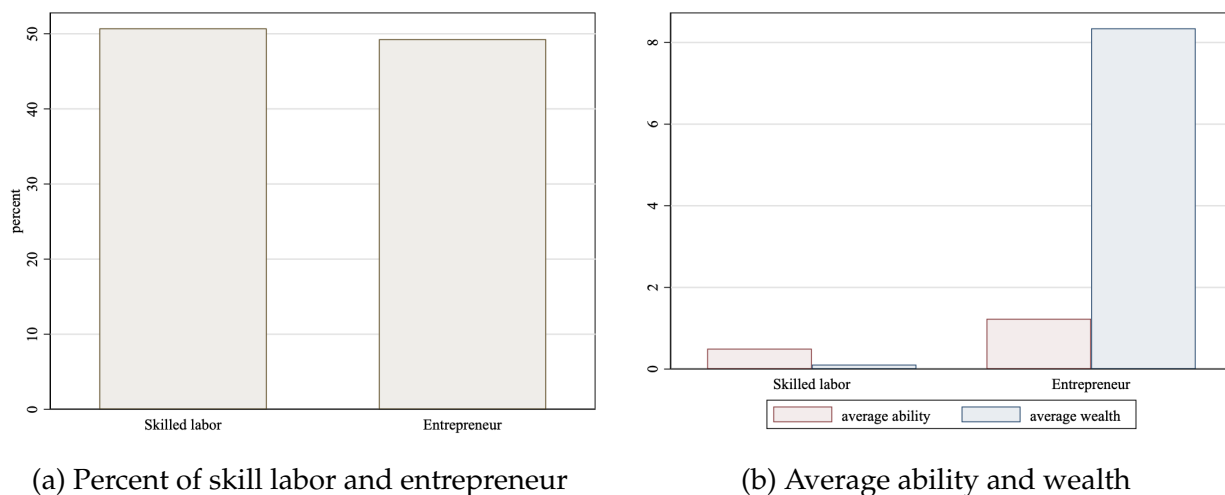 percent
50
40
30
20
10
0
Skilled labor
Entrepreneur
(a) Percent of skill labor and entrepreneur
8
6
4
2
0
Skilled labor
Entrepreneur
average ability
average wealth
(b) Average ability and wealth